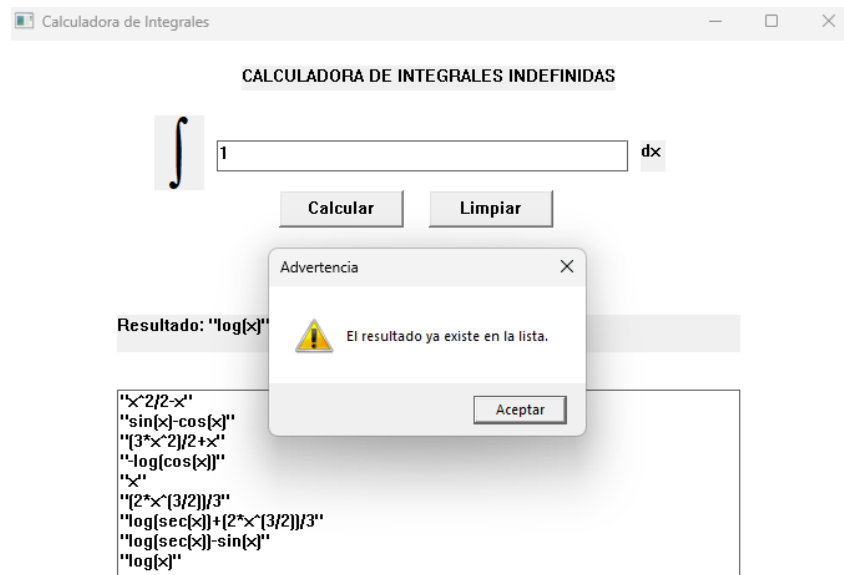 Calculadora de Integrales
CALCULADORA DE INTEGRALES INDEFINIDAS
∫ 1 dx
Calcular Limpiar
Advertencia
El resultado ya existe en la lista.
Aceptar
Resultado: "log(x)"
"x^2/2-x"
"sin(x)-cos(x)"
"(3*x^2)/2+x"
"-log(cos(x))"
"x"
"(2*x^(3/2))/3"
"log(sec(x))+(2*x^(3/2))/3"
"log(sec(x))-sin(x)"
"log(x)"